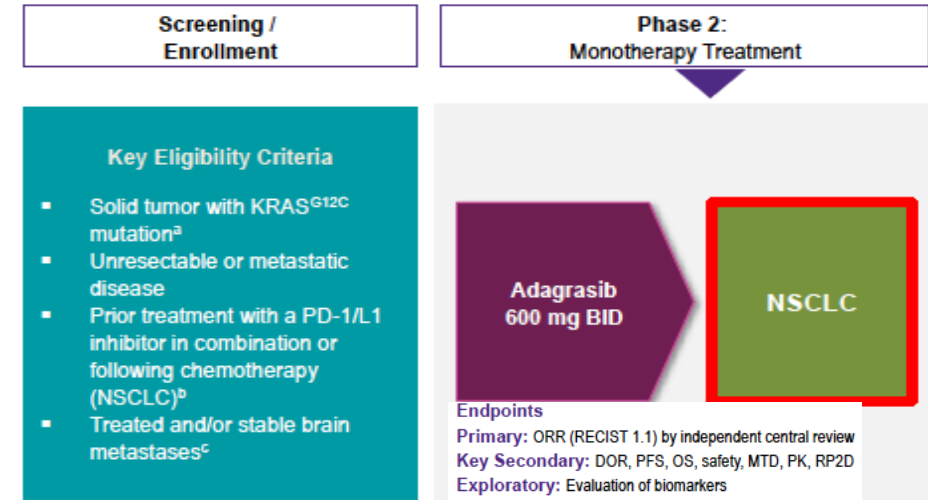 Screening /
Enrollment
Phase 2:
Monotherapy Treatment
Key Eligibility Criteria
▪ Solid tumor with KRASᴳ¹²ᶜ
mutationᵃ
▪ Unresectable or metastatic
disease
▪ Prior treatment with a PD-1/L1
inhibitor in combination or
following chemotherapy
(NSCLC)ᵇ
▪ Treated and/or stable brain
metastasesᶜ
Adagrasib
600 mg BID
NSCLC
Endpoints
Primary: ORR (RECIST 1.1) by independent central review
Key Secondary: DOR, PFS, OS, safety, MTD, PK, RP2D
Exploratory: Evaluation of biomarkers